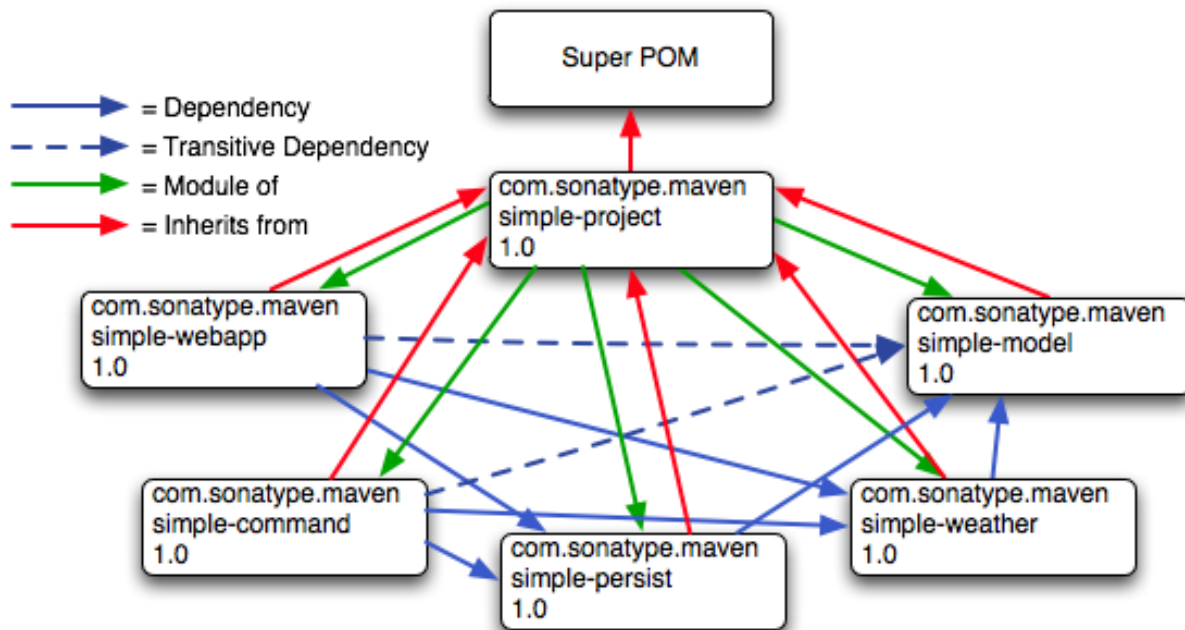 Super POM
= Dependency
= Transitive Dependency
= Module of
= Inherits from
com.sonatype.maven
simple-project
1.0
com.sonatype.maven
simple-webapp
1.0
com.sonatype.maven
simple-model
1.0
com.sonatype.maven
simple-command
1.0
com.sonatype.maven
simple-persist
1.0
com.sonatype.maven
simple-weather
1.0